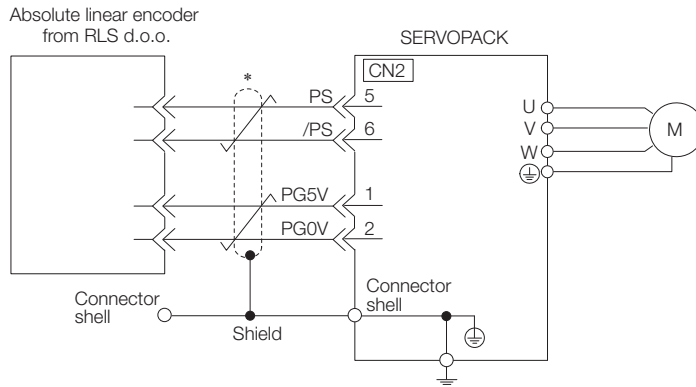 Absolute linear encoder
from RLS d.o.o.
SERVOPACK
CN2
*
PS 5
/PS 6
PG5V 1
PG0V 2
U
V
W
M
Connector
shell
Shield
Connector
shell